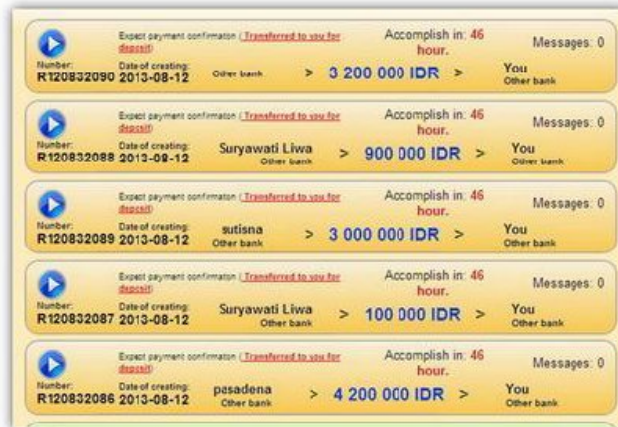 Expect payment confirmaton ( Transferred to you for deposit)
Accomplish in: 46 hour.
Messages: 0
Number: R120832090
Date of creating: 2013-08-12
Other bank > 3 200 000 IDR > You
Other bank
Expect payment confirmaton ( Transferred to you for deposit)
Accomplish in: 46 hour.
Messages: 0
Number: R120832088
Date of creating: 2013-08-12
Suryawati Liwa > 900 000 IDR > You
Other bank Other bank
Expect payment confirmaton ( Transferred to you for deposit)
Accomplish in: 46 hour.
Messages: 0
Number: R120832089
Date of creating: 2013-08-12
sutisna > 3 000 000 IDR > You
Other bank Other bank
Expect payment confirmaton ( Transferred to you for deposit)
Accomplish in: 46 hour.
Messages: 0
Number: R120832087
Date of creating: 2013-08-12
Suryawati Liwa > 100 000 IDR > You
Other bank Other bank
Expect payment confirmaton ( Transferred to you for deposit)
Accomplish in: 46 hour.
Messages: 0
Number: R120832086
Date of creating: 2013-08-12
pasadena > 4 200 000 IDR > You
Other bank Other bank